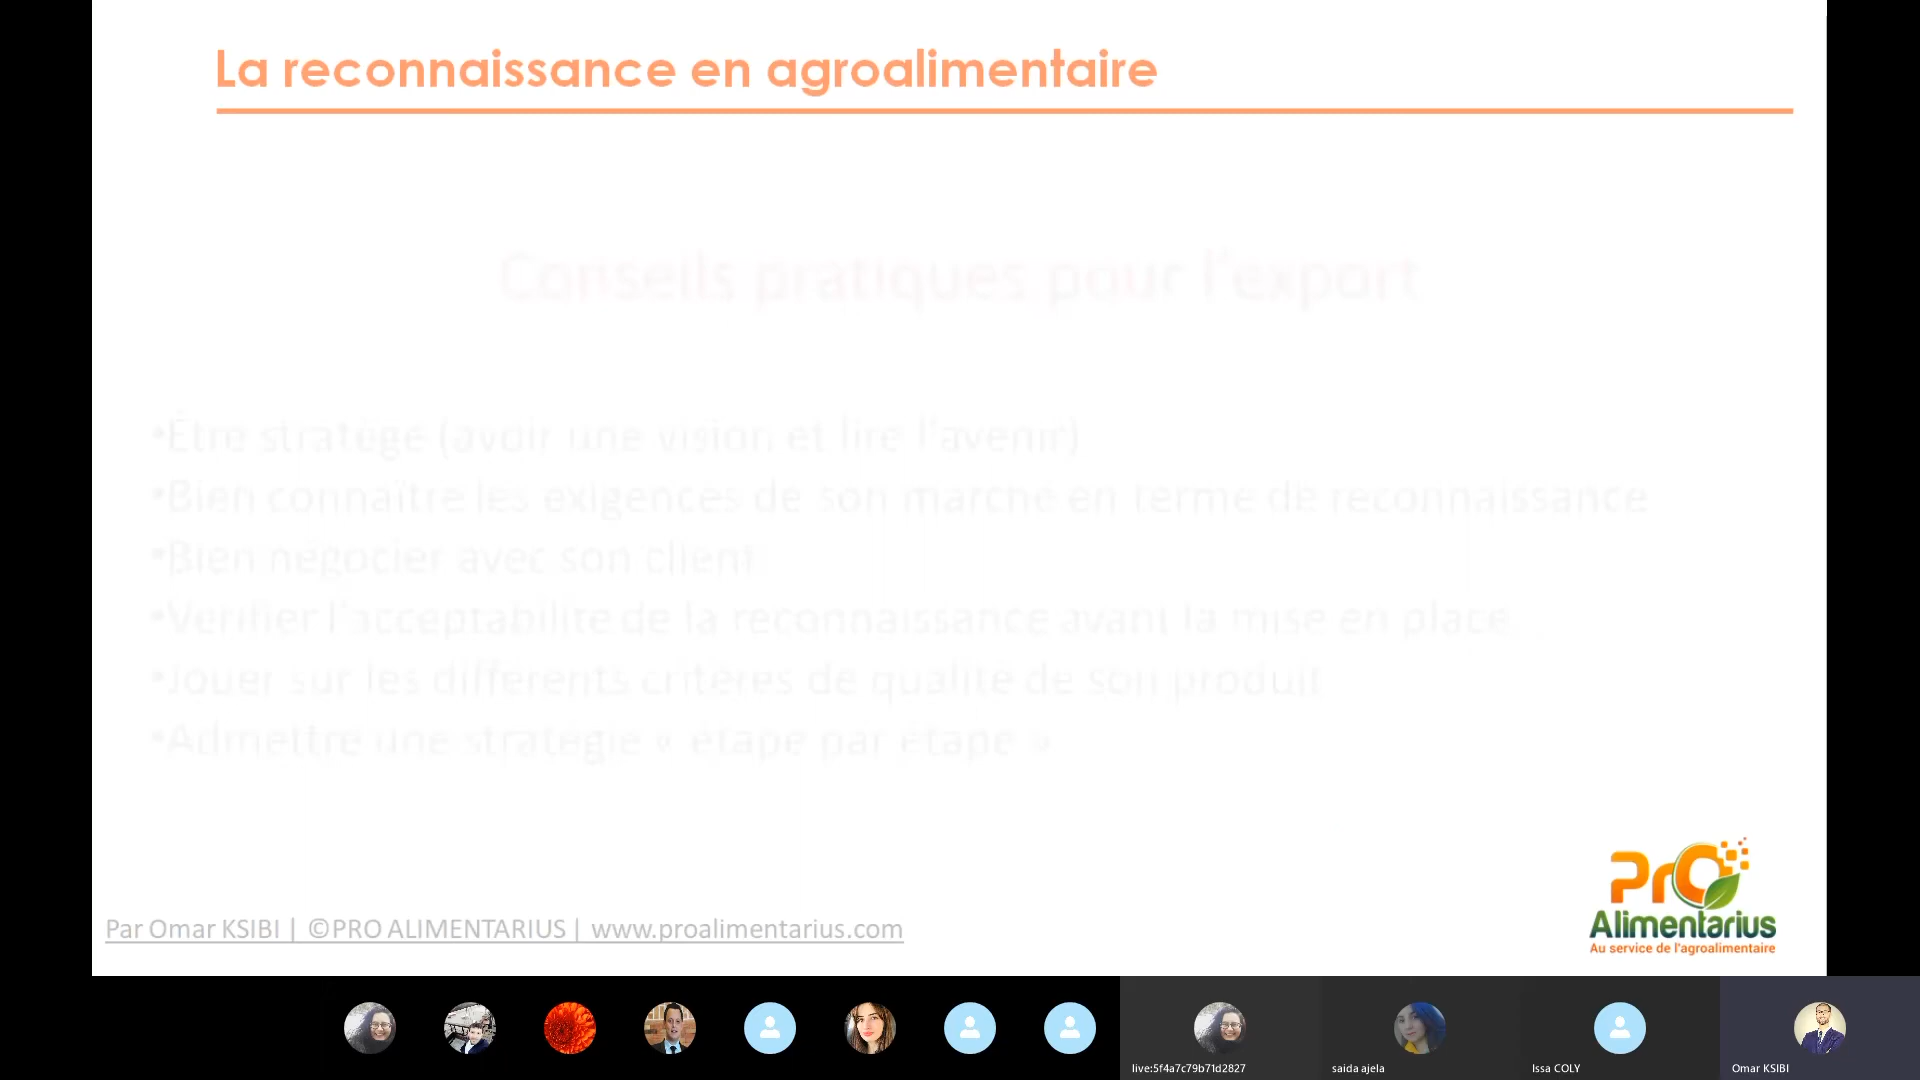 La reconnaissance en agroalimentaire
Conseils pratiques pour l'export
•Être stratège (avoir une vision et lire l'avenir)
•Bien connaître les exigences de son marché en terme de reconnaissance
•Bien négocier avec son client
•Vérifier l'acceptabilité de la reconnaissance avant la mise en place
•Jouer sur les différents critères de qualité de son produit
•Admettre une stratégie « étape par étape »
Par Omar KSIBI | ©PRO ALIMENTARIUS | www.proalimentarius.com
PrO
Alimentarius
Au service de l'agroalimentaire
live:5f4a7c79b71d2827
saida ajela
Issa COLY
Omar KSIBI